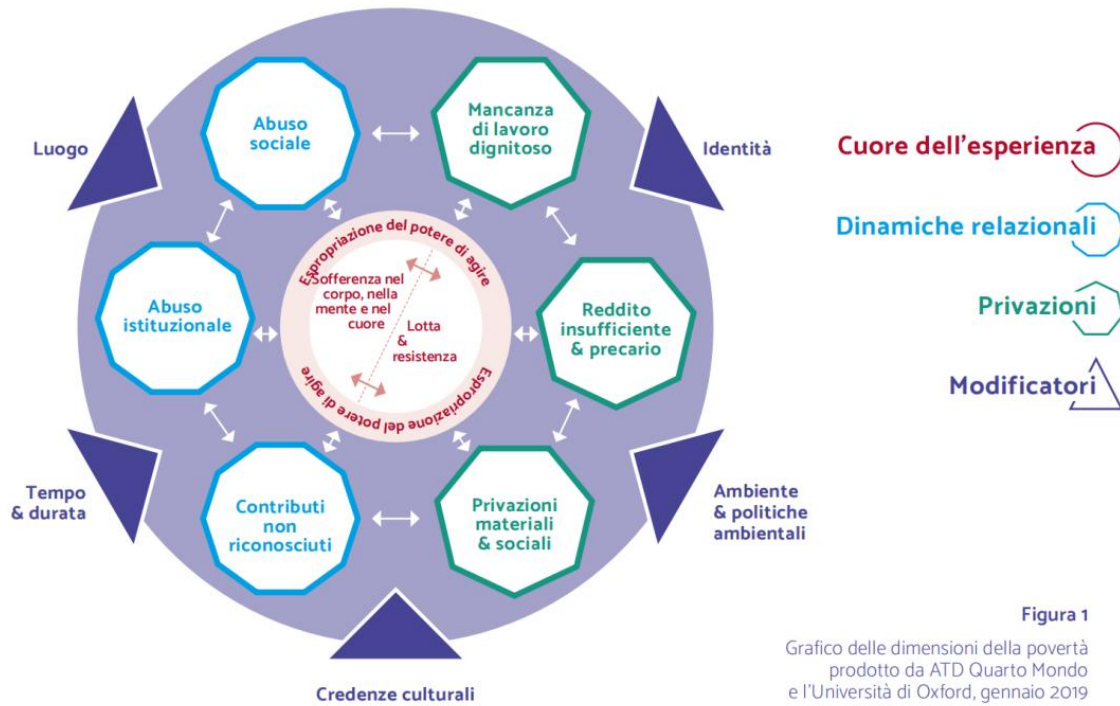 Luogo
Abuso
sociale
Mancanza
di lavoro
dignitoso
Identità
Abuso
istituzionale
Espropriazione del potere di agire
Sofferenza nel
corpo, nella
mente e nel
cuore
Lotta
&
resistenza
Espropriazione del potere di agire
Reddito
insufficiente
& precario
Tempo
& durata
Contributi
non
riconosciuti
Privazioni
materiali
& sociali
Ambiente
& politiche
ambientali
Credenze culturali
Cuore dell'esperienza
Dinamiche relazionali
Privazioni
Modificatori
Figura 1
Grafico delle dimensioni della povertà
prodotto da ATD Quarto Mondo
e l'Università di Oxford, gennaio 2019